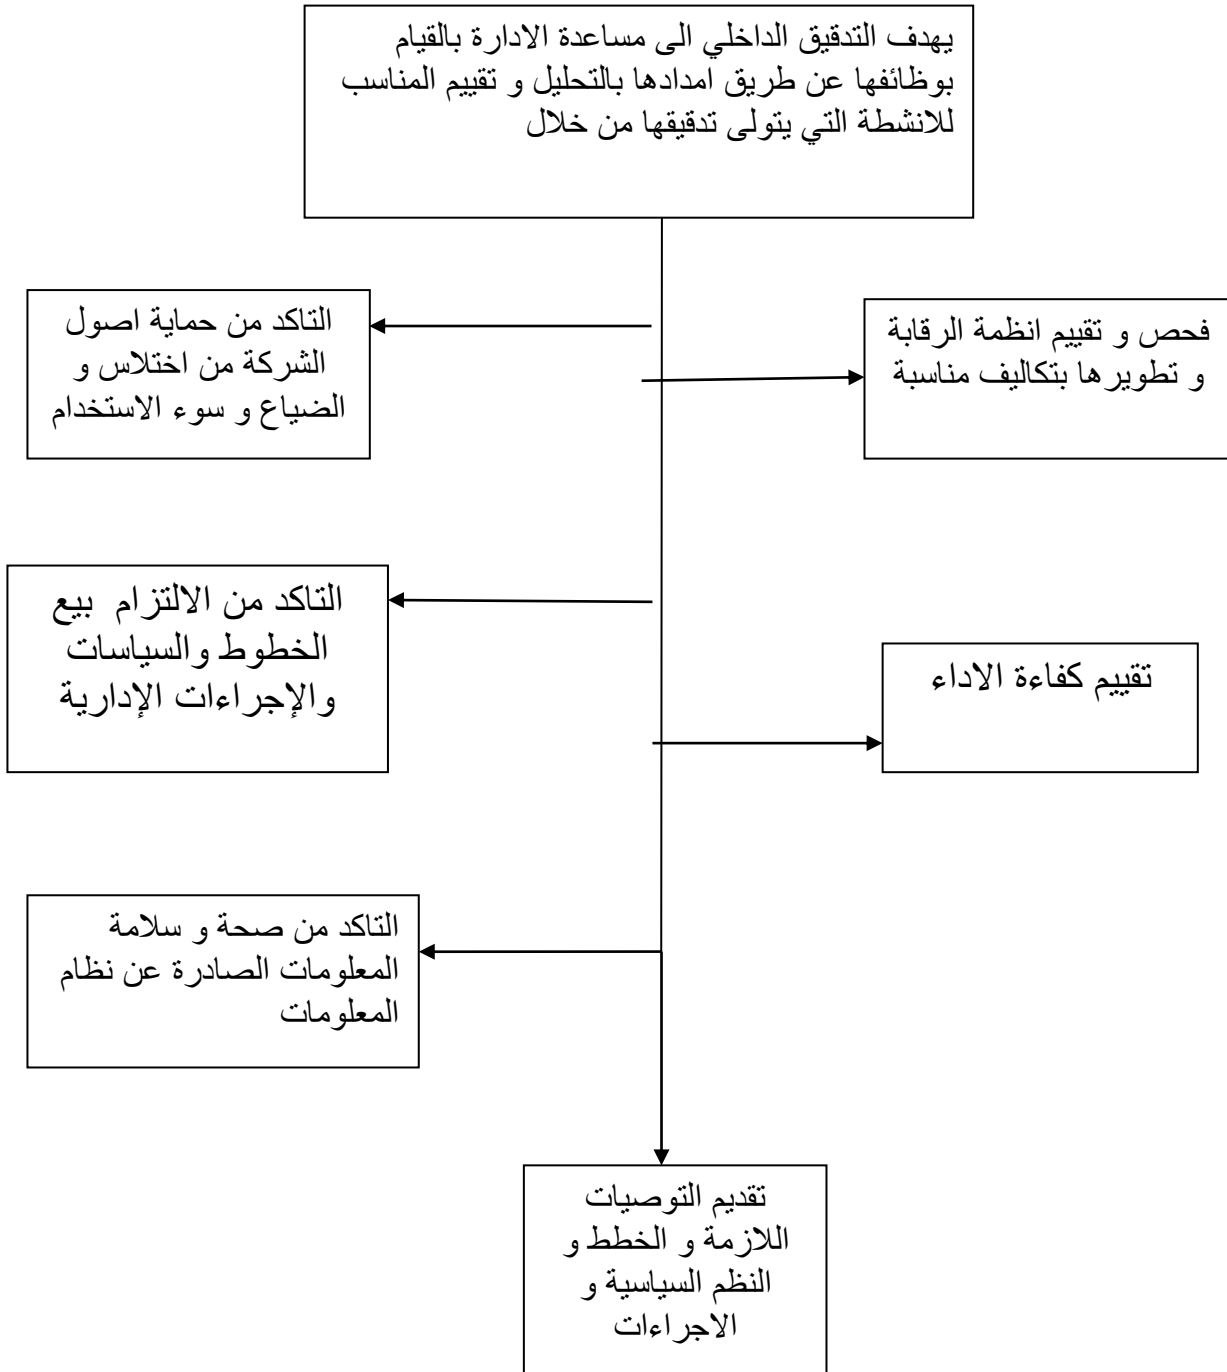 يهدف التدقيق الداخلي الى مساعدة الادارة بالقيام
بوظائفها عن طريق امدادها بالتحليل و تقييم المناسب
للانشطة التي يتولى تدقيقها من خلال
فحص و تقييم انظمة الرقابة
و تطويرها بتكاليف مناسبة
التاكد من حماية اصول
الشركة من اختلاس و
الضياع و سوء الاستخدام
التاكد من الالتزام بيع
الخطوط والسياسات
والإجراءات الإدارية
تقييم كفاءة الاداء
التاكد من صحة و سلامة
المعلومات الصادرة عن نظام
المعلومات
تقديم التوصيات
اللازمة و الخطط و
النظم السياسية و
الاجراءات